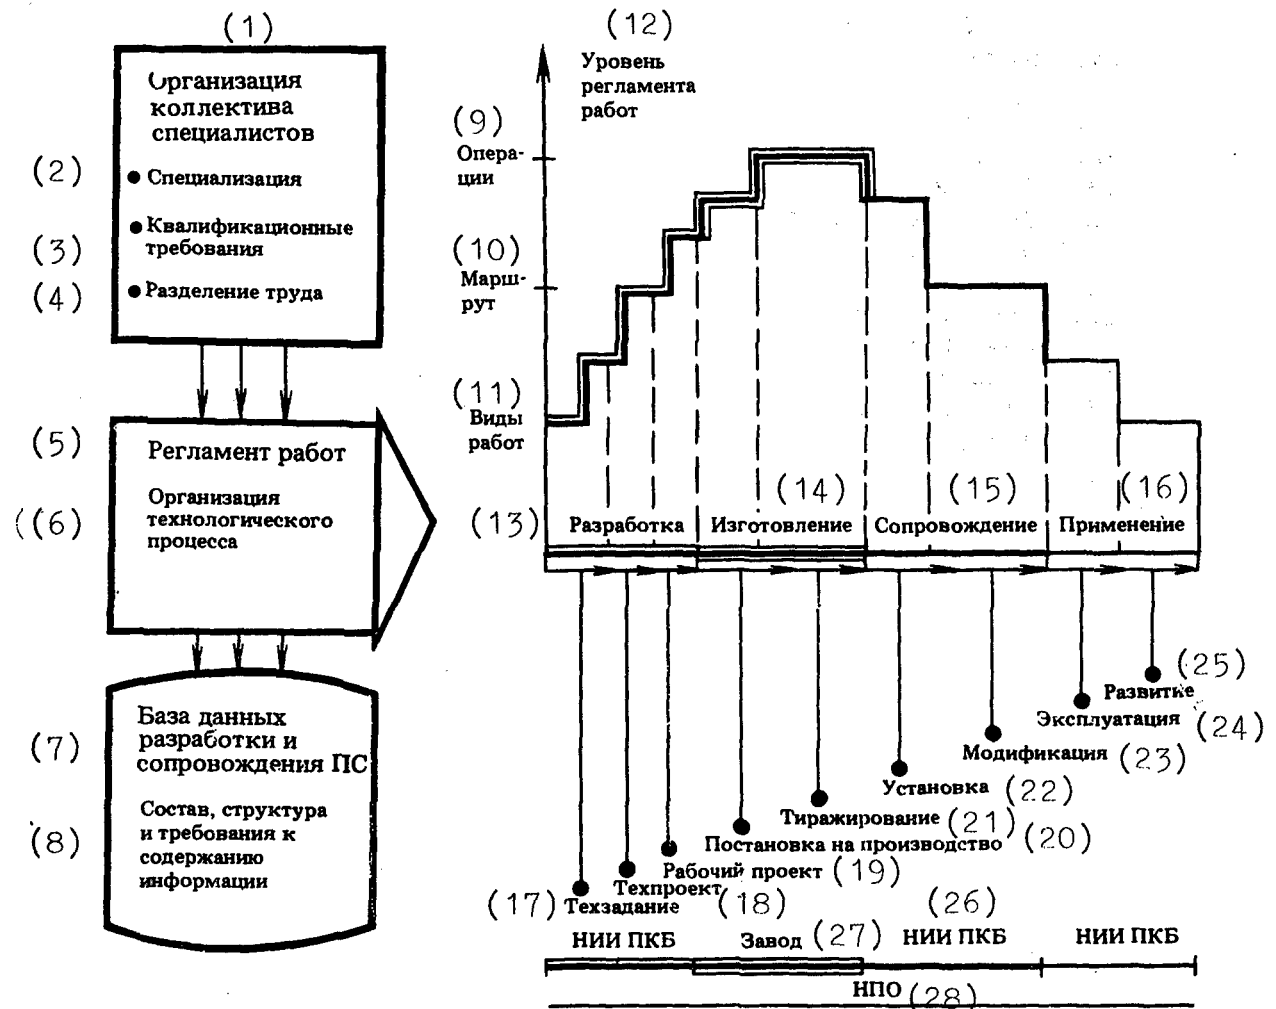 (1)
Организация
коллектива
специалистов
(2)
Специализация
Квалификационные
(3)
требования
(4)
Разделение труда
(5)
Регламент работ
(6)
Организация
технологического
процесса
(7)
База данных
разработки и
сопровождения ПС
(8)
Состав, структура
и требования к
содержанию
информации
(12)
Уровень
регламента
работ
(9)
Опера-
ции
(10)
Марш-
рут
(11)
Виды
работ
(14)
(15)
(16)
(13)
Разработка
Изготовление
Сопровождение
Применение
(25)
Развитие
Эксплуатация (24)
Модификация (23)
Установка (22)
Тиражирование (21)
Постановка на производство (20)
Рабочий проект (19)
Техпроект
(17) Техзадание (18)
(26)
НИИ ПКБ
Завод (27)
НИИ ПКБ
НИИ ПКБ
НПО (28)